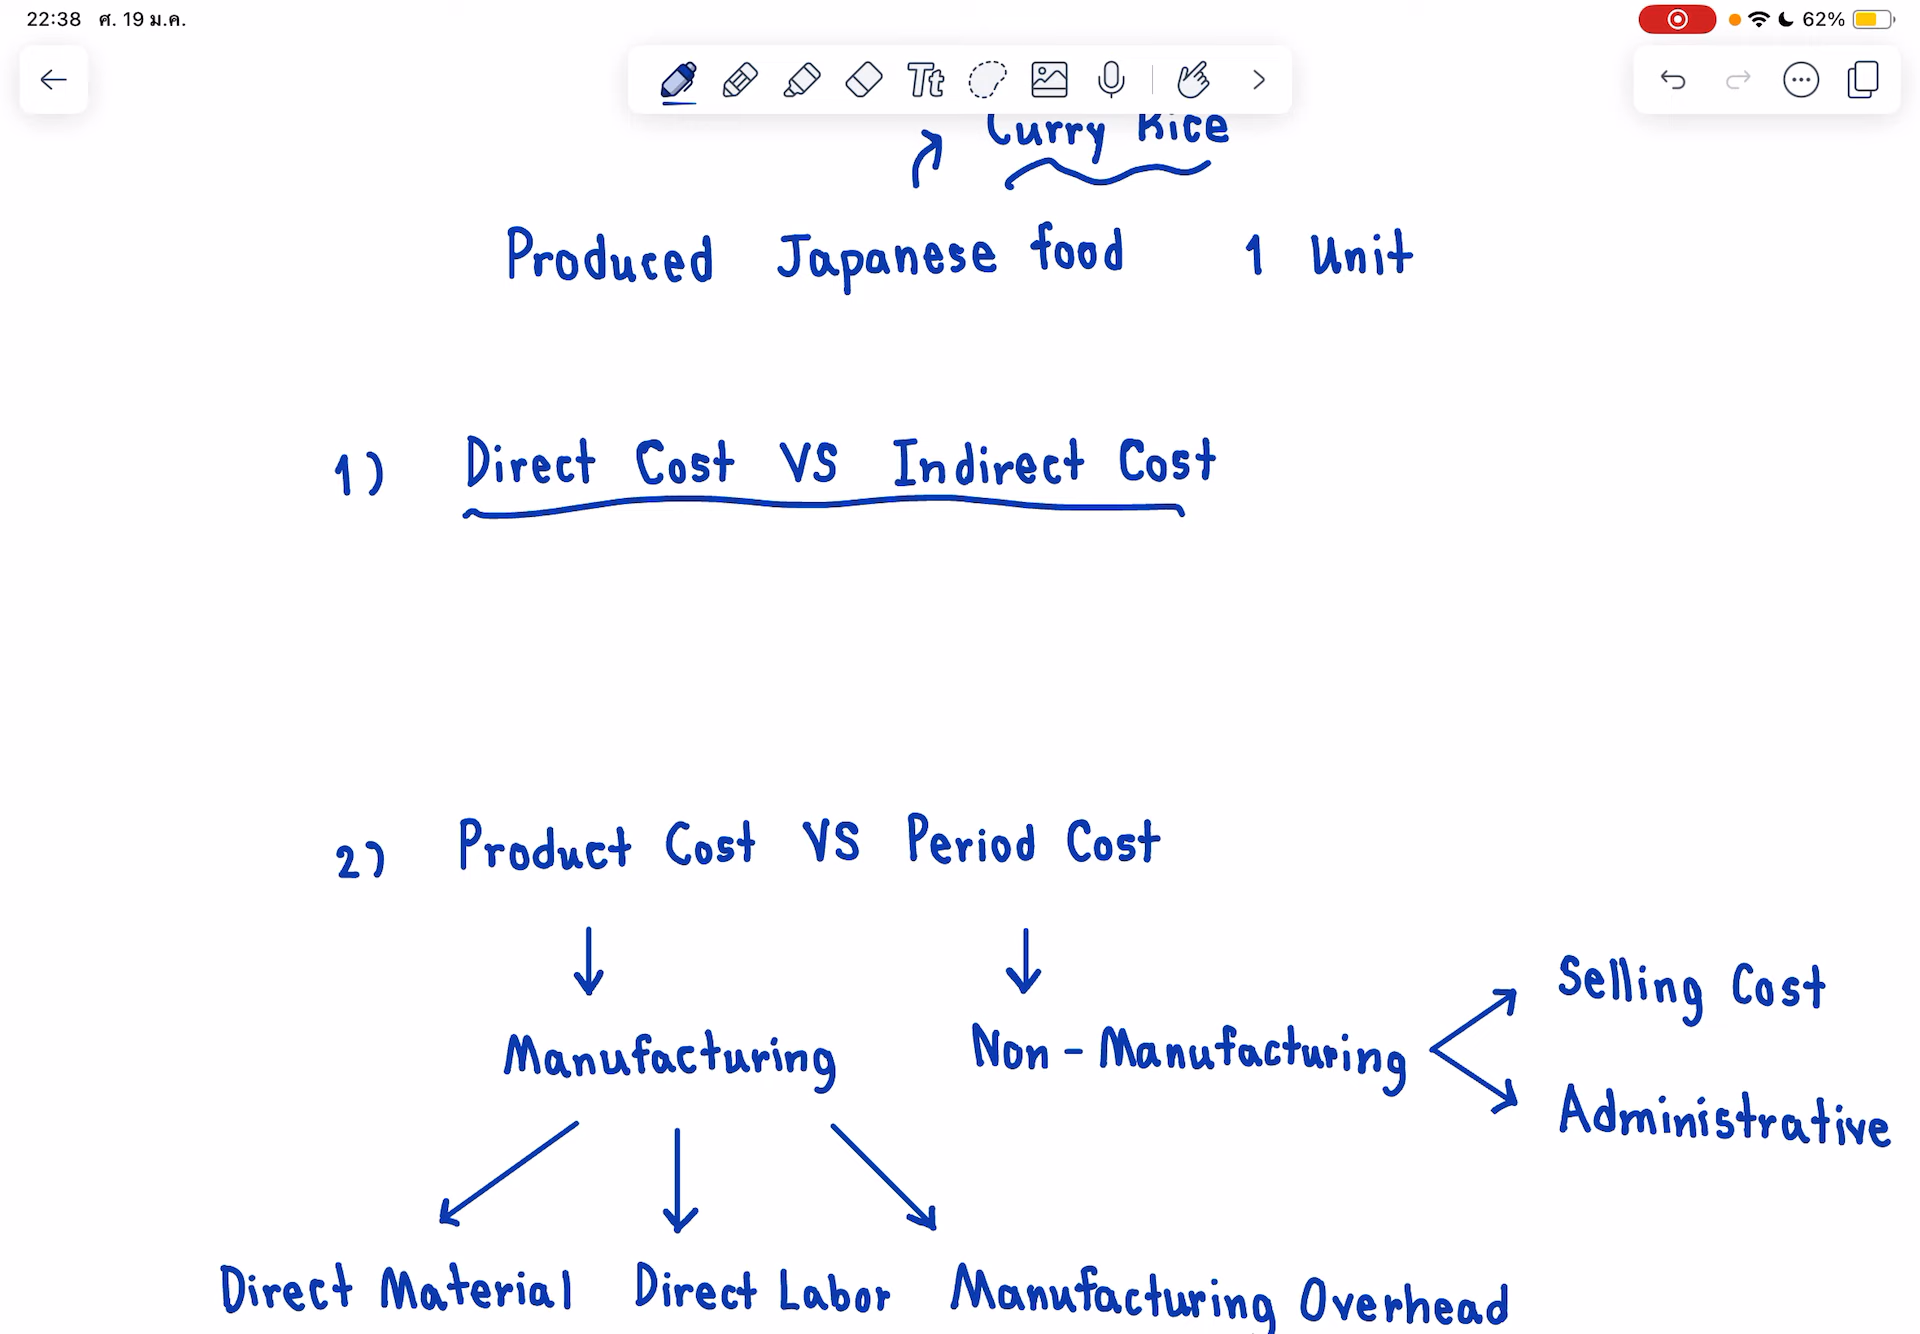 22:38 ศ. 19 ม.ค.
62%
Tt
Curry Rice
Produced Japanese food 1 Unit
1) Direct Cost VS Indirect Cost
2) Product Cost VS Period Cost
Selling Cost
Manufacturing Non-Manufacturing
Administrative
Direct Material Direct Labor Manufacturing Overhead